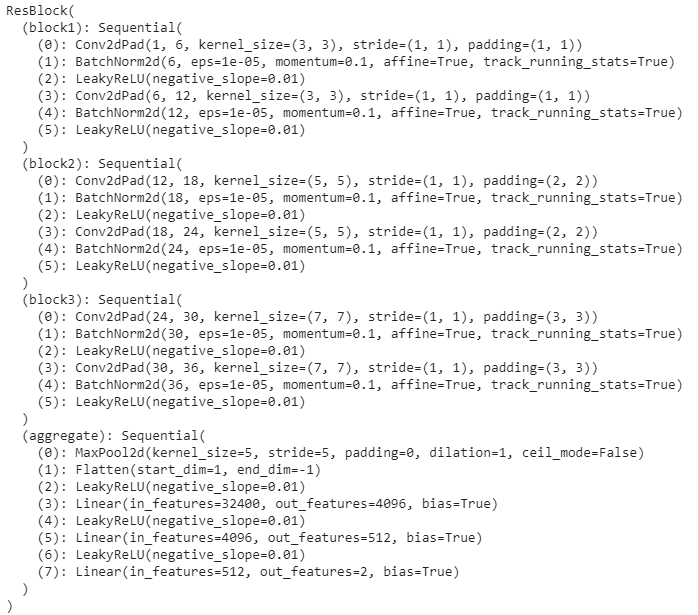 ResBlock(
  (block1): Sequential(
    (0): Conv2dPad(1, 6, kernel_size=(3, 3), stride=(1, 1), padding=(1, 1))
    (1): BatchNorm2d(6, eps=1e-05, momentum=0.1, affine=True, track_running_stats=True)
    (2): LeakyReLU(negative_slope=0.01)
    (3): Conv2dPad(6, 12, kernel_size=(3, 3), stride=(1, 1), padding=(1, 1))
    (4): BatchNorm2d(12, eps=1e-05, momentum=0.1, affine=True, track_running_stats=True)
    (5): LeakyReLU(negative_slope=0.01)
  )
  (block2): Sequential(
    (0): Conv2dPad(12, 18, kernel_size=(5, 5), stride=(1, 1), padding=(2, 2))
    (1): BatchNorm2d(18, eps=1e-05, momentum=0.1, affine=True, track_running_stats=True)
    (2): LeakyReLU(negative_slope=0.01)
    (3): Conv2dPad(18, 24, kernel_size=(5, 5), stride=(1, 1), padding=(2, 2))
    (4): BatchNorm2d(24, eps=1e-05, momentum=0.1, affine=True, track_running_stats=True)
    (5): LeakyReLU(negative_slope=0.01)
  )
  (block3): Sequential(
    (0): Conv2dPad(24, 30, kernel_size=(7, 7), stride=(1, 1), padding=(3, 3))
    (1): BatchNorm2d(30, eps=1e-05, momentum=0.1, affine=True, track_running_stats=True)
    (2): LeakyReLU(negative_slope=0.01)
    (3): Conv2dPad(30, 36, kernel_size=(7, 7), stride=(1, 1), padding=(3, 3))
    (4): BatchNorm2d(36, eps=1e-05, momentum=0.1, affine=True, track_running_stats=True)
    (5): LeakyReLU(negative_slope=0.01)
  )
  (aggregate): Sequential(
    (0): MaxPool2d(kernel_size=5, stride=5, padding=0, dilation=1, ceil_mode=False)
    (1): Flatten(start_dim=1, end_dim=-1)
    (2): LeakyReLU(negative_slope=0.01)
    (3): Linear(in_features=32400, out_features=4096, bias=True)
    (4): LeakyReLU(negative_slope=0.01)
    (5): Linear(in_features=4096, out_features=512, bias=True)
    (6): LeakyReLU(negative_slope=0.01)
    (7): Linear(in_features=512, out_features=2, bias=True)
  )
)